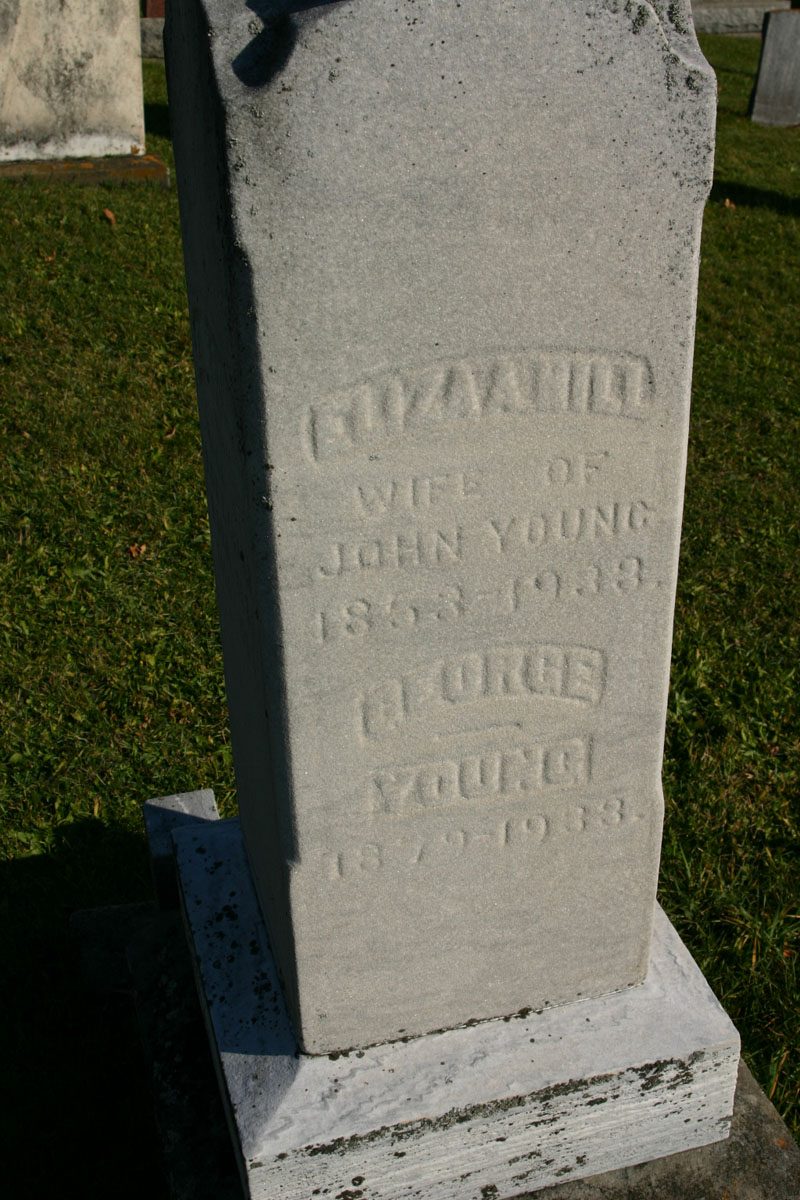 ELIZA A HILL
WIFE OF
JOHN YOUNG
1853-1933.
GEORGE
YOUNG
1879-1933.